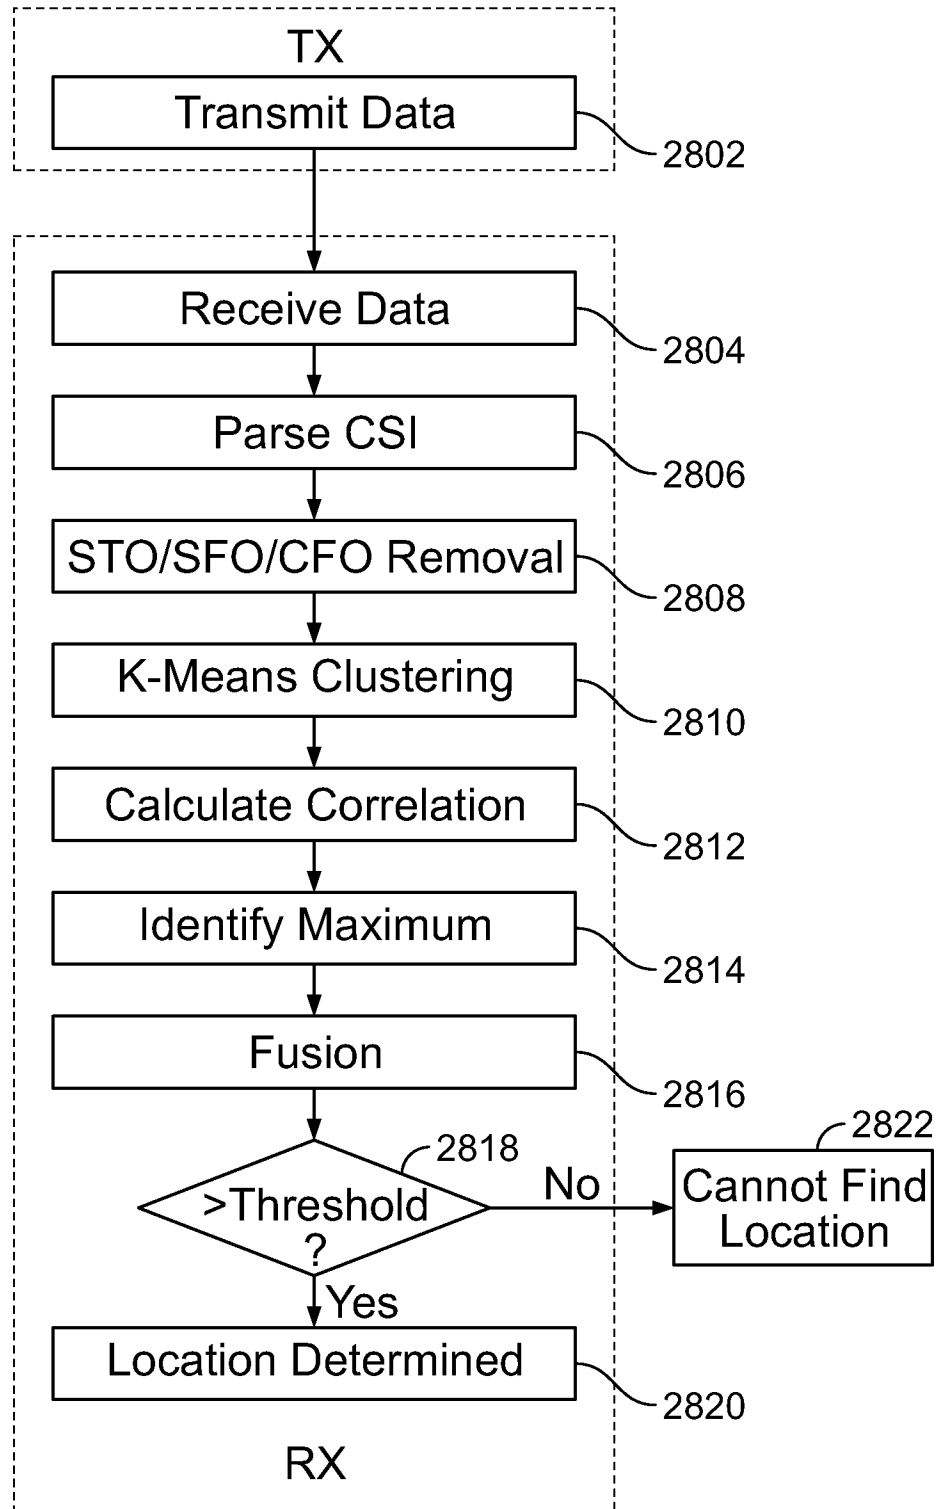 TX
Transmit Data
2802
Receive Data
2804
Parse CSI
2806
STO/SFO/CFO Removal
2808
K-Means Clustering
2810
Calculate Correlation
2812
Identify Maximum
2814
Fusion
2816
2818
>Threshold
?
No
2822
Cannot Find
Location
Yes
Location Determined
2820
RX